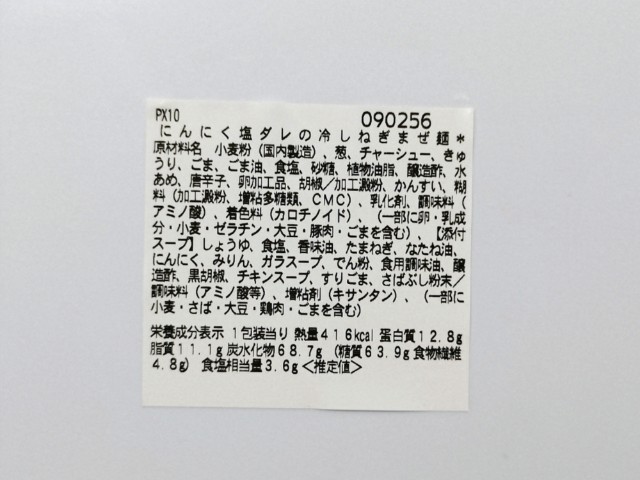 PX10 090256
にんにく塩ダレの冷しねぎまぜ麺*
原材料名 小麦粉(国内製造)、葱、チャーシュー、きゅ
うり、ごま、ごま油、食塩、砂糖、植物油脂、醸造酢、水
あめ、唐辛子、卵加工品、胡椒/加工澱粉、かんすい、糊
料(加工澱粉、増粘多糖類、CMC)、乳化剤、調味料(
アミノ酸)、着色料(カロチノイド)、(一部に卵・乳成
分・小麦・ゼラチン・大豆・豚肉・ごまを含む)、【添付
スープ】しょうゆ、食塩、香味油、たまねぎ、なたね油、
にんにく、みりん、ガラスープ、でん粉、食用調味油、醸
造酢、黒胡椒、チキンスープ、すりごま、さばぶし粉末/
調味料(アミノ酸等)、増粘剤(キサンタン)、(一部に
小麦・さば・大豆・鶏肉・ごまを含む)
栄養成分表示 1包装当り 熱量416kcal 蛋白質12.8g
脂質11.1g 炭水化物68.7g (糖質63.9g 食物繊維
4.8g) 食塩相当量3.6g<推定値>